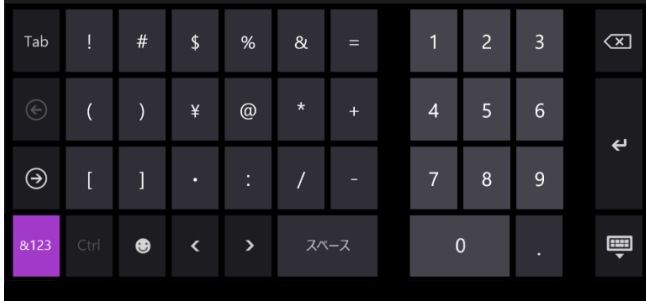 Tab ! # $ % & = 1 2 3
( ) ¥ @ * + 4 5 6
[ ] ・ : / - 7 8 9
&123 Ctrl < > スペース 0 .